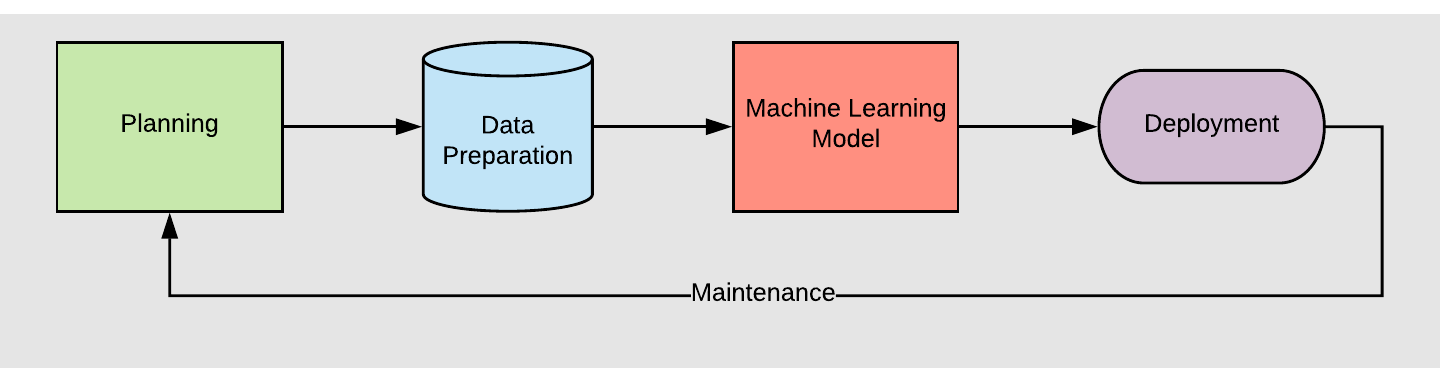 Planning
Data
Preparation
Machine Learning
Model
Deployment
Maintenance